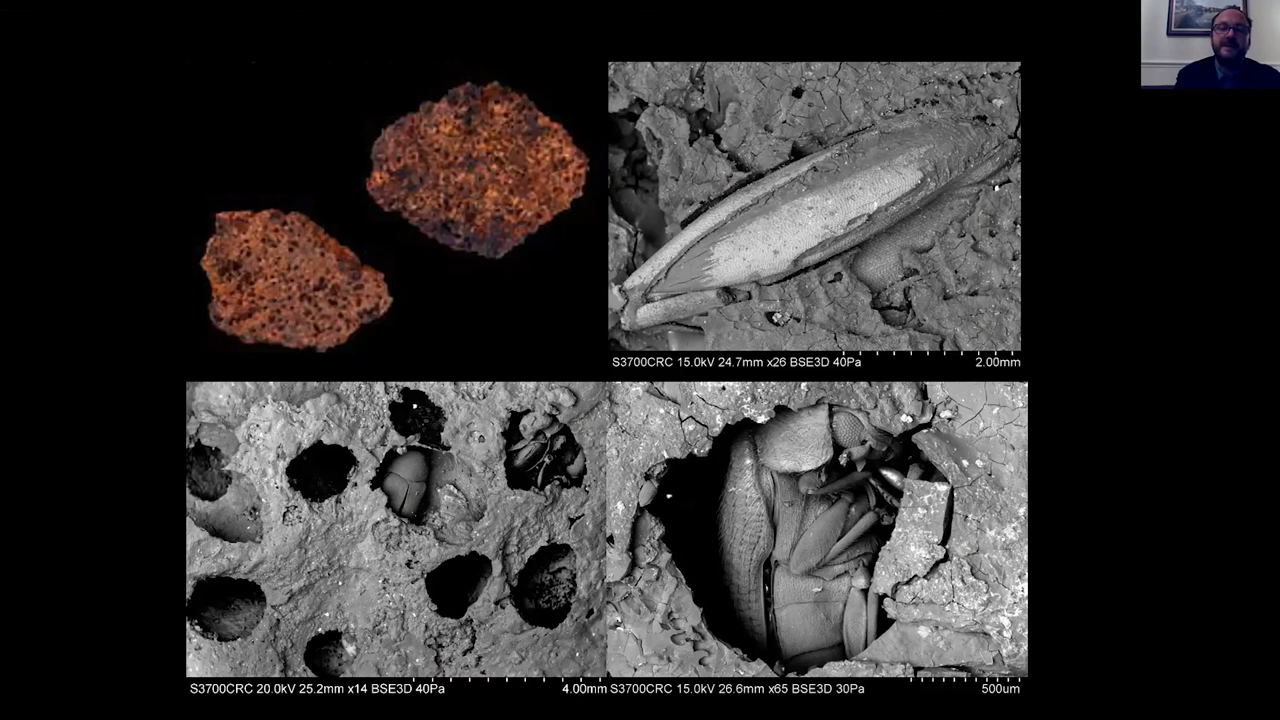 S3700CRC 15.0kV 24.7mm x26 BSE3D 40Pa 2.00mm
S3700CRC 20.0kV 25.2mm x14 BSE3D 40Pa 4.00mm
S3700CRC 15.0kV 26.6mm x65 BSE3D 30Pa 500um